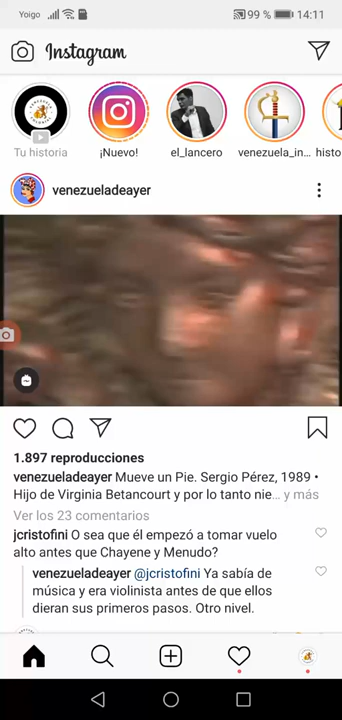 Yoigo 99 % 14:11
Instagram
Tu historia ¡Nuevo! el_lancero venezuela_in... histo
venezueladeayer
1.897 reproducciones
venezueladeayer Mueve un Pie. Sergio Pérez, 1989 •
Hijo de Virginia Betancourt y por lo tanto nie... y más
Ver los 23 comentarios
jcristofini O sea que él empezó a tomar vuelo
alto antes que Chayene y Menudo?
venezueladeayer @jcristofini Ya sabía de
música y era violinista antes de que ellos
dieran sus primeros pasos. Otro nivel.